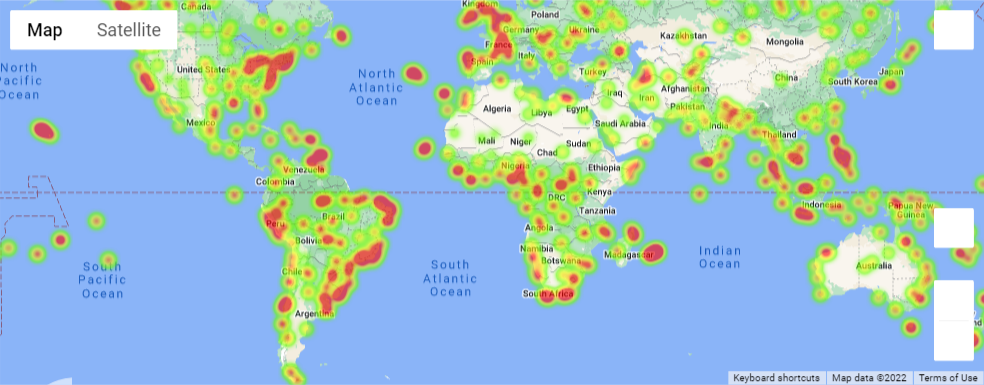 Map Satellite
Canada
United States
Mexico
Venezuela
Colombia
Peru
Brazil
Bolivia
Chile
Argentina
North
Pacific
Ocean
South
Pacific
Ocean
North
Atlantic
Ocean
South
Atlantic
Ocean
Kingdom
Poland
Germany
Ukraine
France
Italy
Spain
Turkey
Kazakhstan
Mongolia
China
South Korea
Japan
Iraq
Iran
Afghanistan
Pakistan
India
Thailand
Saudi Arabia
Algeria
Libya
Egypt
Mali
Niger
Chad
Sudan
Nigeria
Ethiopia
DRC
Kenya
Tanzania
Angola
Namibia
Botswana
Madagascar
South Africa
Indian
Ocean
Indonesia
Papua New
Guinea
Australia
Keyboard shortcuts
Map data ©2022
Terms of Use